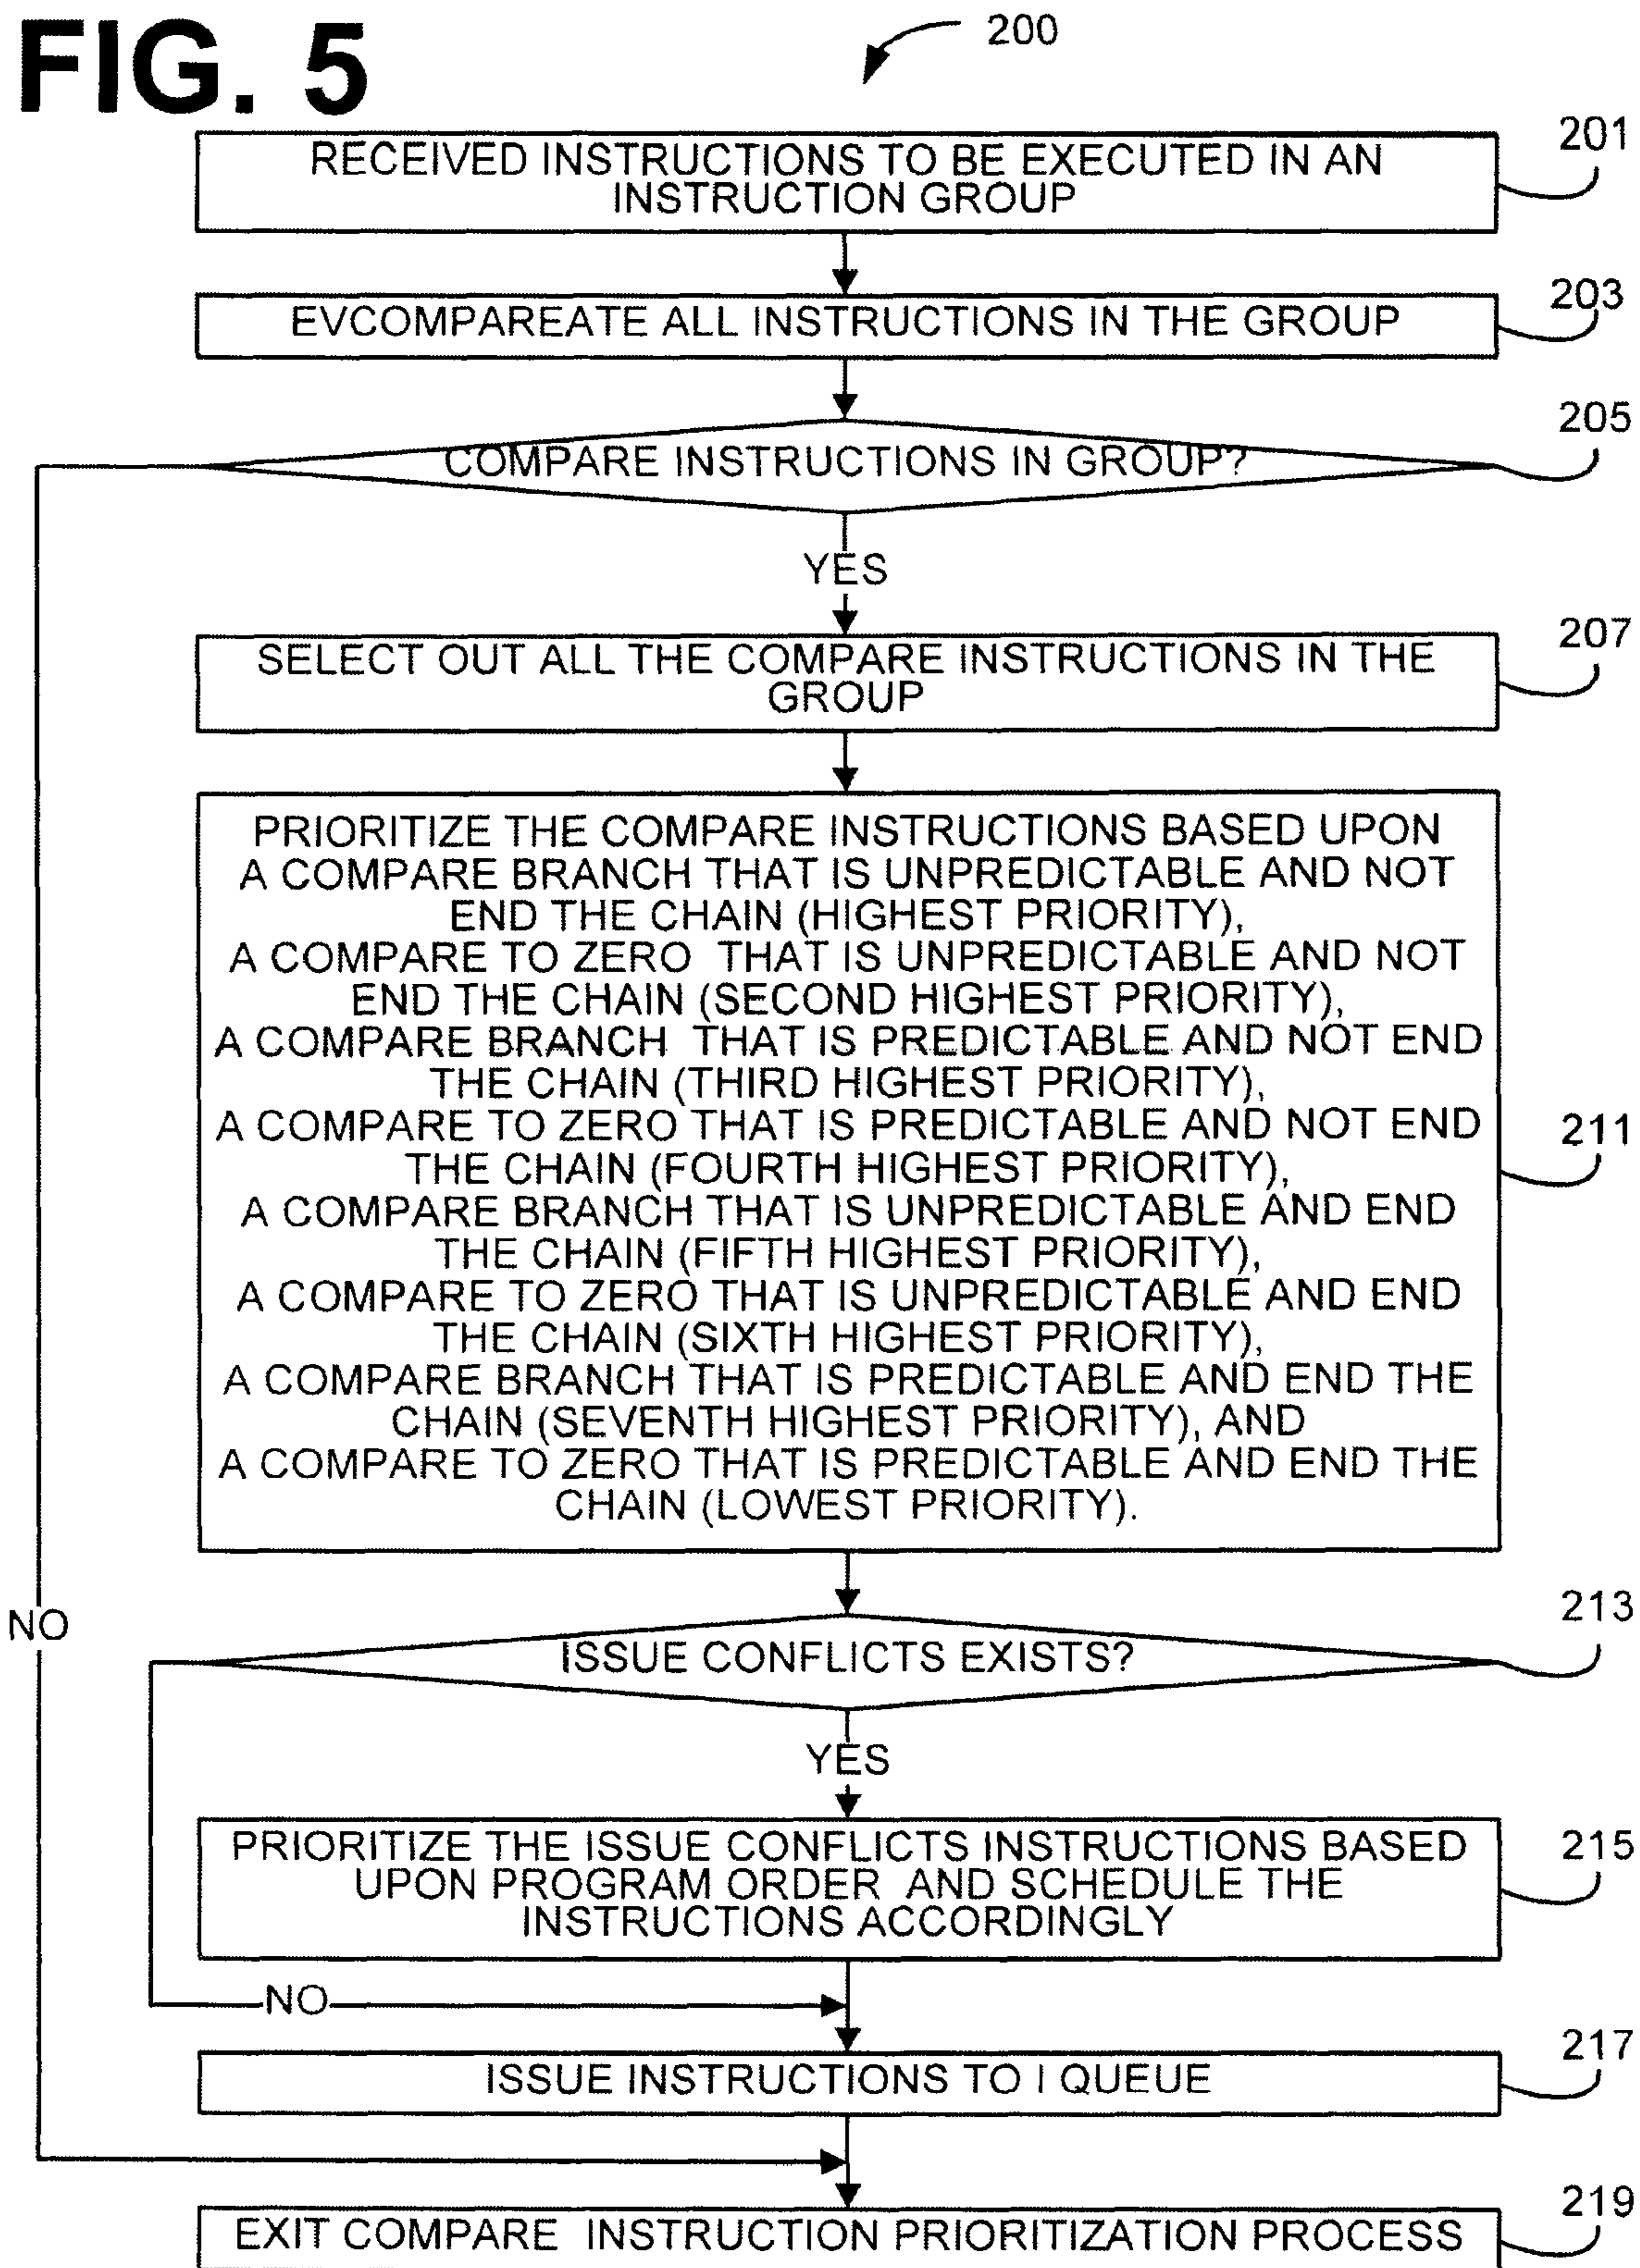 FIG. 5
200
RECEIVED INSTRUCTIONS TO BE EXECUTED IN AN
INSTRUCTION GROUP
201
EVCOMPAREATE ALL INSTRUCTIONS IN THE GROUP
203
COMPARE INSTRUCTIONS IN GROUP?
205
YES
SELECT OUT ALL THE COMPARE INSTRUCTIONS IN THE
GROUP
207
PRIORITIZE THE COMPARE INSTRUCTIONS BASED UPON
A COMPARE BRANCH THAT IS UNPREDICTABLE AND NOT
END THE CHAIN (HIGHEST PRIORITY),
A COMPARE TO ZERO THAT IS UNPREDICTABLE AND NOT
END THE CHAIN (SECOND HIGHEST PRIORITY),
A COMPARE BRANCH THAT IS PREDICTABLE AND NOT END
THE CHAIN (THIRD HIGHEST PRIORITY),
A COMPARE TO ZERO THAT IS PREDICTABLE AND NOT END
THE CHAIN (FOURTH HIGHEST PRIORITY),
A COMPARE BRANCH THAT IS UNPREDICTABLE AND END
THE CHAIN (FIFTH HIGHEST PRIORITY),
A COMPARE TO ZERO THAT IS UNPREDICTABLE AND END
THE CHAIN (SIXTH HIGHEST PRIORITY),
A COMPARE BRANCH THAT IS PREDICTABLE AND END THE
CHAIN (SEVENTH HIGHEST PRIORITY), AND
A COMPARE TO ZERO THAT IS PREDICTABLE AND END THE
CHAIN (LOWEST PRIORITY).
211
NO
ISSUE CONFLICTS EXISTS?
213
YES
PRIORITIZE THE ISSUE CONFLICTS INSTRUCTIONS BASED
UPON PROGRAM ORDER AND SCHEDULE THE
INSTRUCTIONS ACCORDINGLY
215
NO
ISSUE INSTRUCTIONS TO I QUEUE
217
EXIT COMPARE INSTRUCTION PRIORITIZATION PROCESS
219